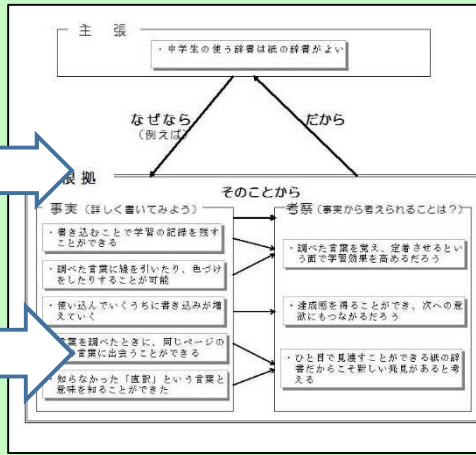 主 張
・中学生の使う辞書は紙の辞書がよい
なぜなら
(例えば)
だから
根 拠
そのことから
事実(詳しく書いてみよう)
・書き込むことで学習の記録を残す
ことができる
・調べた言葉に線を引いたり、色づけ
をしたりすることが可能
・使い込んでいくうちに書き込みが増
えていく
言葉を調べたときに、同じページの
言葉に出会うことができる
・知らなかった「直訳」という言葉と
意味を知ることができた
考察(事実から考えられることは?)
・調べた言葉を覚え、定着させるとい
う面で学習効果を高めるだろう
・達成感を得ることができ、次への意
欲にもつながるだろう
・ひと目で見渡すことができる紙の辞
書だからこそ新しい発見があると考
える